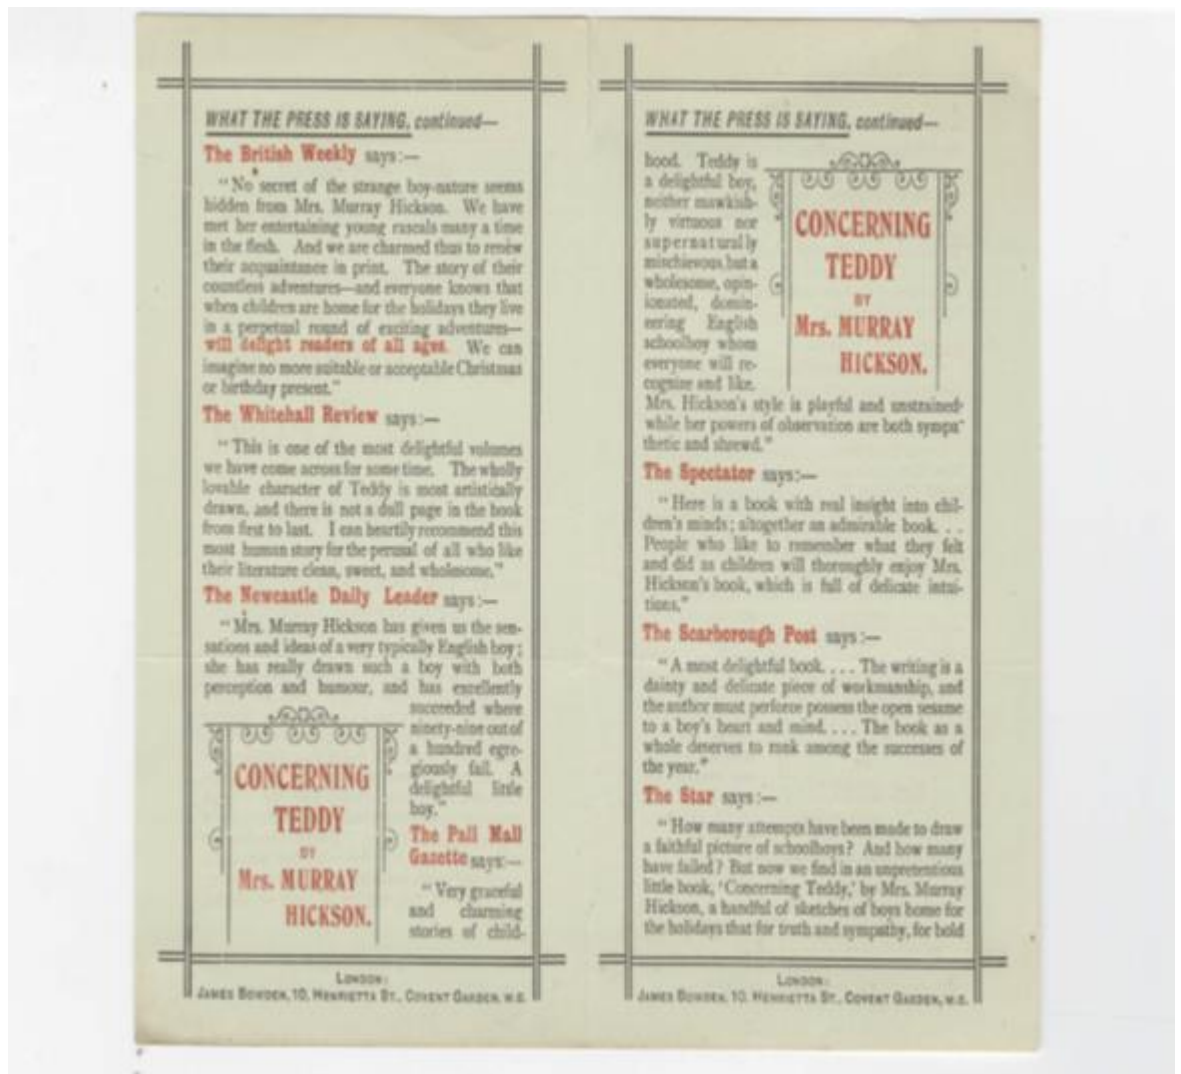 WHAT THE PRESS IS SAYING, continued—
The British Weekly says:—
"No secret of the strange boy-nature seems
hidden from Mrs. Murray Hickson. We have
met her entertaining young rascals many a time
in the flesh. And we are charmed thus to renew
their acquaintance in print. The story of their
countless adventures—and everyone knows that
when children are home for the holidays they live
in a perpetual round of exciting adventures—
will delight readers of all ages. We can
imagine no more suitable or acceptable Christmas
or birthday present."
The Whitehall Review says:—
"This is one of the most delightful volumes
we have come across for some time. The wholly
lovable character of Teddy is most artistically
drawn, and there is not a dull page in the book
from first to last. I can heartily recommend this
most human story for the perusal of all who like
their literature clean, sweet, and wholesome."
The Newcastle Daily Leader says:—
"Mrs. Murray Hickson has given us the sen-
sations and ideas of a very typically English boy;
she has really drawn such a boy with both
perception and humour, and has excellently
succeeded where
ninety-nine out of
a hundred egre-
giously fail. A
delightful little
boy."
The Pall Mall
Gazette says:—
"Very graceful
and charming
stories of child-
CONCERNING
TEDDY
BY
Mrs. MURRAY
HICKSON.
LONDON:
JAMES BOWDEN, 10, HENRIETTA ST., COVENT GARDEN, W.C.
WHAT THE PRESS IS SAYING, continued—
hood. Teddy is
a delightful boy,
neither mawkish-
ly virtuous nor
supernaturally
mischievous but a
wholesome, opin-
ionated, domin-
eering English
schoolboy whom
everyone will re-
cognize and like.
CONCERNING
TEDDY
BY
Mrs. MURRAY
HICKSON.
Mrs. Hickson's style is playful and unstrained
while her powers of observation are both sympa
thetic and shrewd."
The Spectator says:—
"Here is a book with real insight into chil-
dren's minds; altogether an admirable book. . .
People who like to remember what they felt
and did as children will thoroughly enjoy Mrs.
Hickson's book, which is full of delicate intui-
tions."
The Scarborough Post says:—
"A most delightful book. . . . The writing is a
dainty and delicate piece of workmanship, and
the author must perforce possess the open sesame
to a boy's heart and mind. . . . The book as a
whole deserves to rank among the successes of
the year."
The Star says:—
"How many attempts have been made to draw
a faithful picture of schoolboys? And how many
have failed? But now we find in an unpretentious
little book, 'Concerning Teddy,' by Mrs. Murray
Hickson, a handful of sketches of boys home for
the holidays that for truth and sympathy, for bold
LONDON:
JAMES BOWDEN, 10, HENRIETTA ST., COVENT GARDEN, W.C.